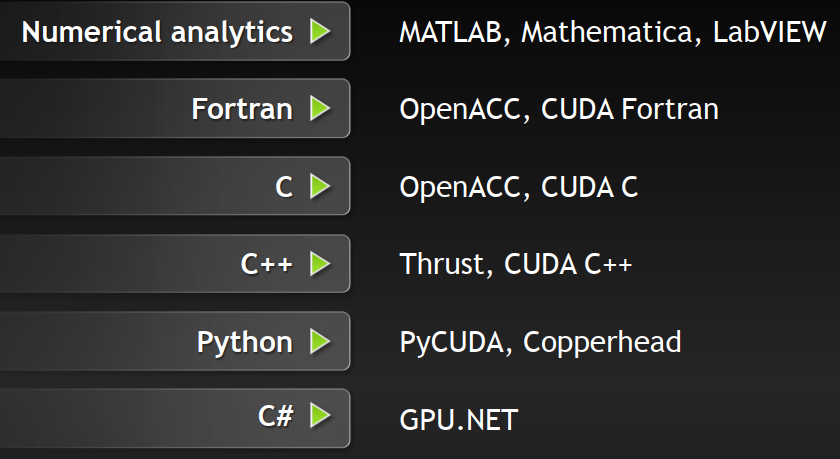 Numerical analytics MATLAB, Mathematica, LabVIEW
Fortran OpenACC, CUDA Fortran
C OpenACC, CUDA C
C++ Thrust, CUDA C++
Python PyCUDA, Copperhead
C# GPU.NET